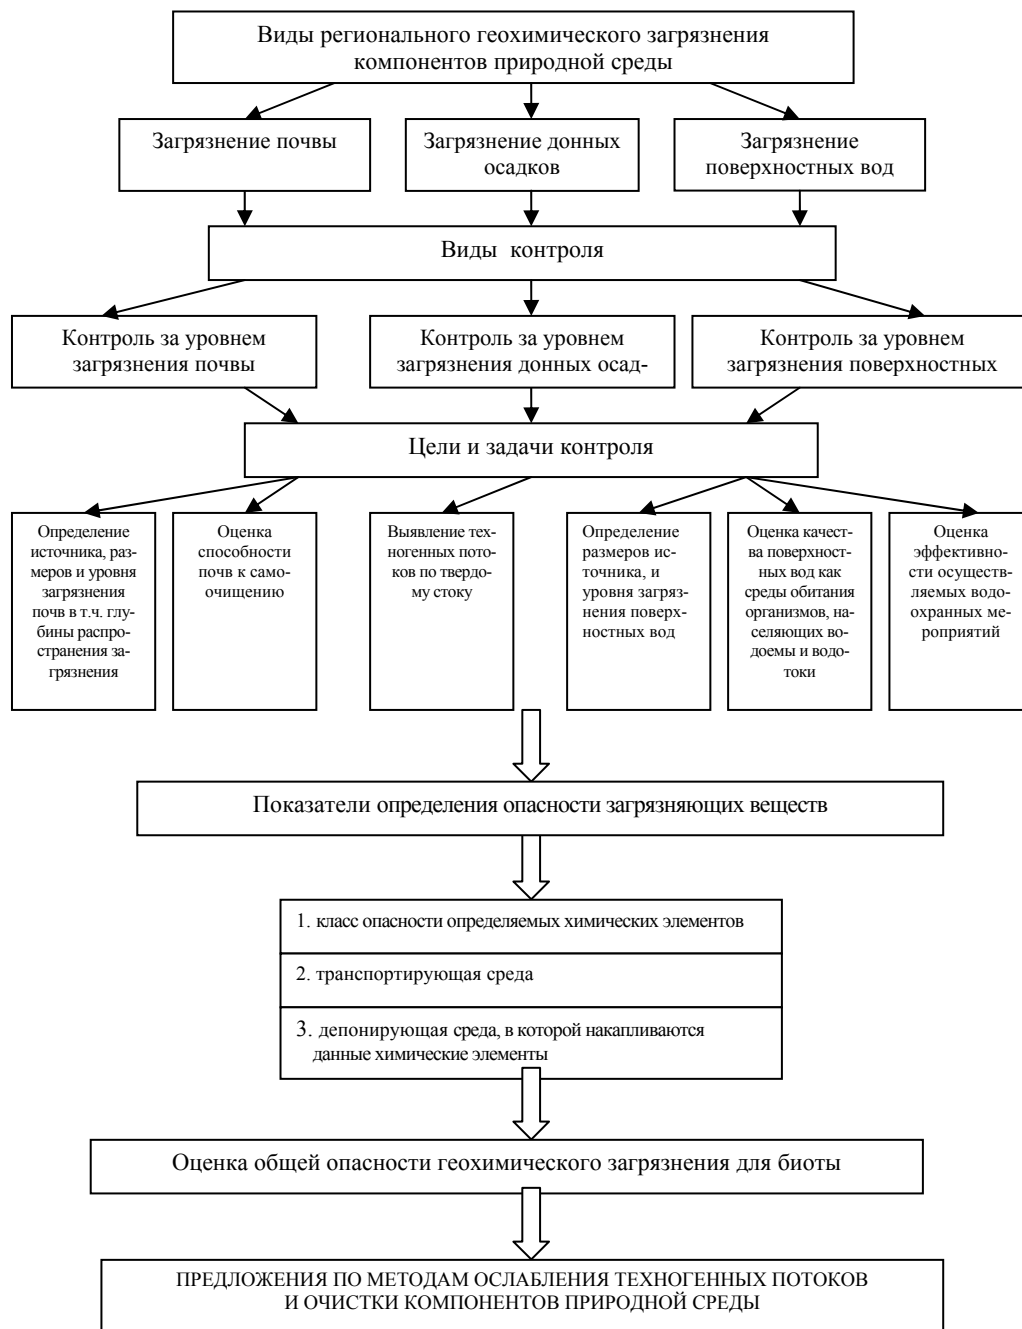 Виды регионального геохимического загрязнения
компонентов природной среды
Загрязнение почвы
Загрязнение донных
осадков
Загрязнение
поверхностных вод
Виды контроля
Контроль за уровнем
загрязнения почвы
Контроль за уровнем
загрязнения донных осад-
Контроль за уровнем
загрязнения поверхностных
Цели и задачи контроля
Определение
источника, раз-
меров и уровня
загрязнения
почв в т.ч. глу-
бины распро-
странения за-
грязнения
Оценка
способности
почв к само-
очищению
Выявление тех-
ногенных пото-
ков по твердо-
му стоку
Определение
размеров ис-
точника, и
уровня загряз-
нения поверх-
ностных вод
Оценка качест-
ва поверхност-
ных вод как
среды обитания
организмов, на-
селяющих во-
доемы и водо-
токи
Оценка
эффективно-
сти осуществ-
ляемых водо-
охранных ме-
роприятий
Показатели определения опасности загрязняющих веществ
1. класс опасности определяемых химических элементов
2. транспортирующая среда
3. депонирующая среда, в которой накапливаются
данные химические элементы
Оценка общей опасности геохимического загрязнения для биоты
ПРЕДЛОЖЕНИЯ ПО МЕТОДАМ ОСЛАБЛЕНИЯ ТЕХНОГЕННЫХ ПОТОКОВ
И ОЧИСТКИ КОМПОНЕНТОВ ПРИРОДНОЙ СРЕДЫ